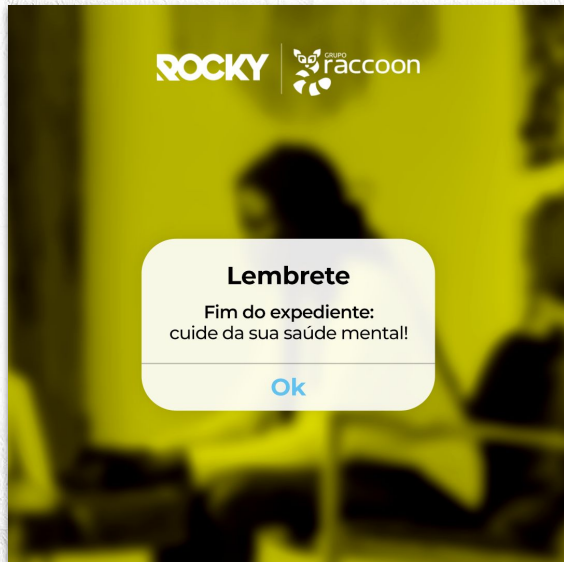 ROCKY
GRUPO
raccoon
Lembrete
Fim do expediente:
cuide da sua saúde mental!
Ok